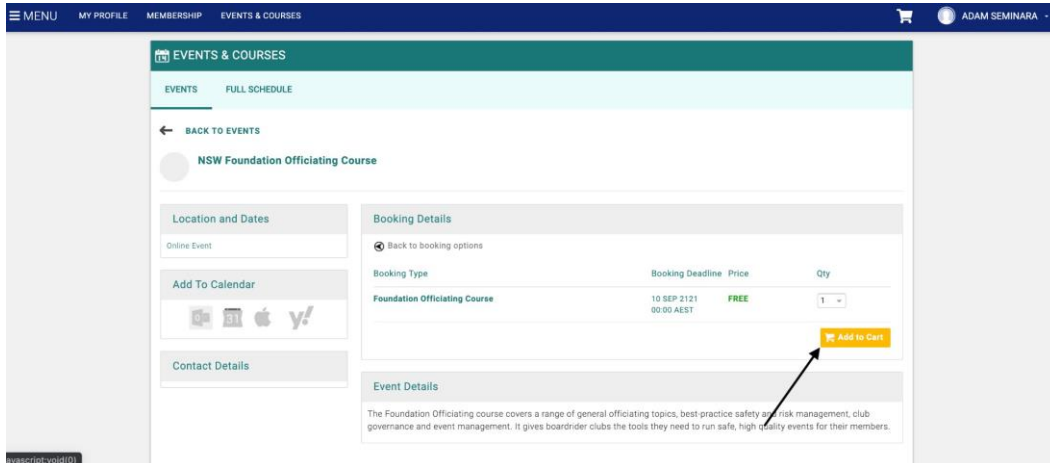 MENU MY PROFILE MEMBERSHIP EVENTS & COURSES ADAM SEMINARA
EVENTS & COURSES
EVENTS FULL SCHEDULE
BACK TO EVENTS
NSW Foundation Officiating Course
Location and Dates
Online Event
Add To Calendar
31
y!
Contact Details
Booking Details
Back to booking options
Booking Type Booking Deadline Price Qty
Foundation Officiating Course 10 SEP 2121 FREE 1
00:00 AEST
Add to Cart
Event Details
The Foundation Officiating course covers a range of general officiating topics, best-practice safety and risk management, club
governance and event management. It gives boardrider clubs the tools they need to run safe, high quality events for their members.
avascript:void(0)